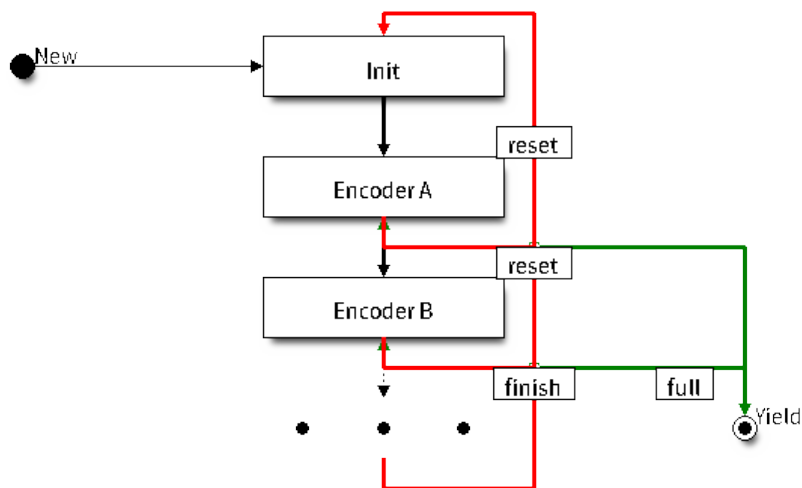 New
Init
reset
Encoder A
reset
Encoder B
finish
full
Yield